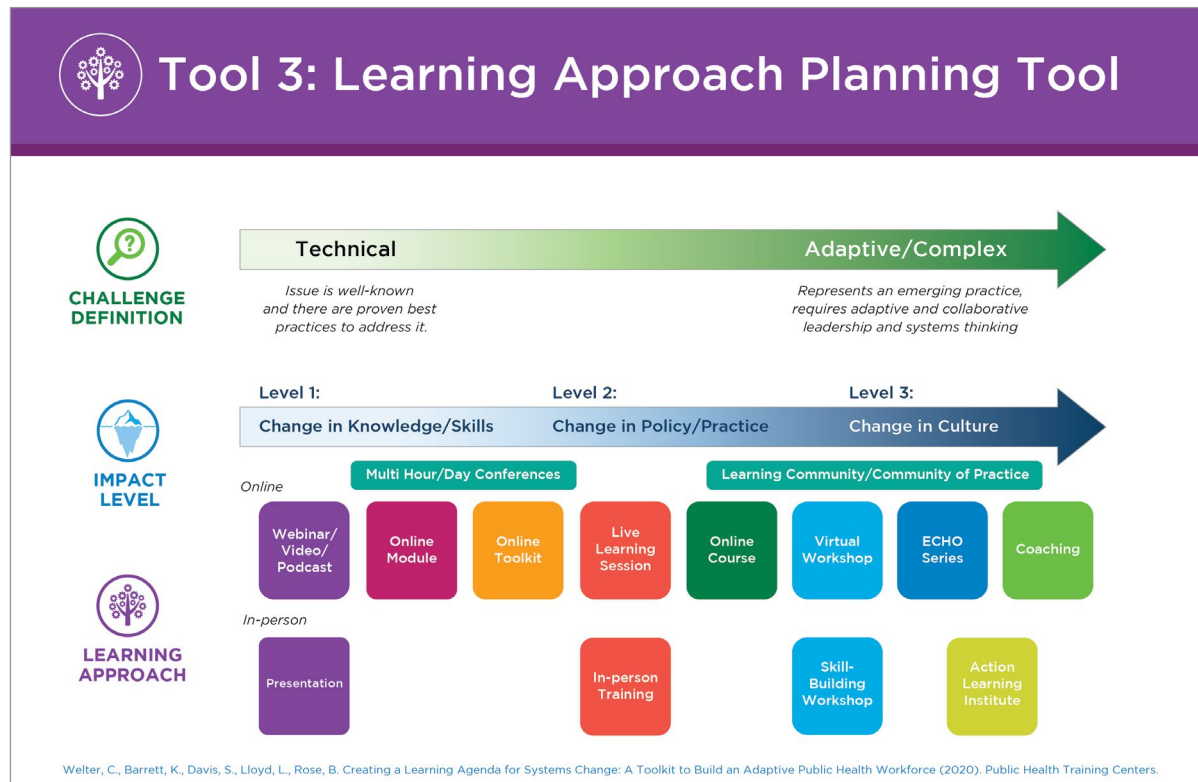 Tool 3: Learning Approach Planning Tool
?
CHALLENGE
DEFINITION
Technical
Adaptive/Complex
Issue is well-known
and there are proven best
practices to address it.
Represents an emerging practice,
requires adaptive and collaborative
leadership and systems thinking
IMPACT
LEVEL
Level 1:
Level 2:
Level 3:
Change in Knowledge/Skills
Change in Policy/Practice
Change in Culture
LEARNING
APPROACH
Multi Hour/Day Conferences
Learning Community/Community of Practice
Online
Webinar/
Video/
Podcast
Online
Module
Online
Toolkit
Live
Learning
Session
Online
Course
Virtual
Workshop
ECHO
Series
Coaching
In-person
Presentation
In-person
Training
Skill-
Building
Workshop
Action
Learning
Institute
Welter, C., Barrett, K., Davis, S., Lloyd, L., Rose, B. Creating a Learning Agenda for Systems Change: A Toolkit to Build an Adaptive Public Health Workforce (2020). Public Health Training Centers.